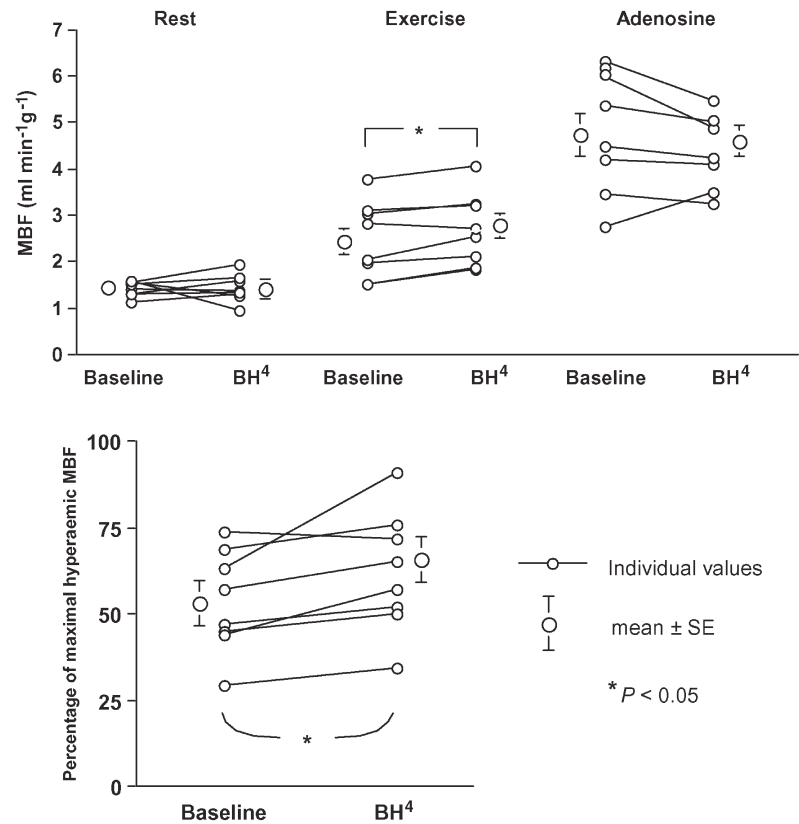 Rest Exercise Adenosine
MBF (ml min-1g-1)
7
6
5
4
3
2
1
0
*
Baseline BH4 Baseline BH4 Baseline BH4
Percentage of maximal hyperaemic MBF
100
75
50
25
0
*
Baseline BH4
Individual values
mean ± SE
* P < 0.05